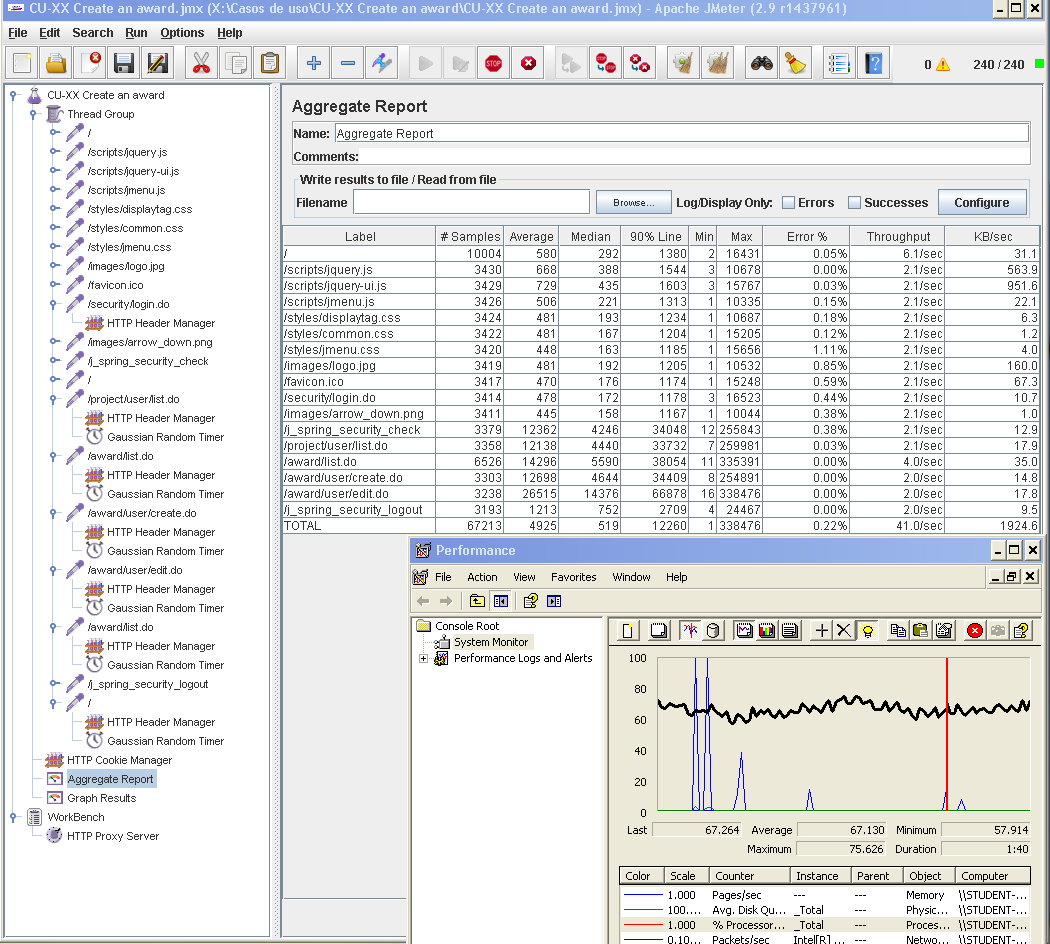 CU-XX Create an award.jmx (X:\Casos de uso\CU-XX Create an award\CU-XX Create an award.jmx) - Apache JMeter (2.9 r1437961)
File Edit Search Run Options Help
0 240 / 240
CU-XX Create an award
Thread Group
/
/scripts/jquery.js
/scripts/jquery-ui.js
/scripts/jmenu.js
/styles/displaytag.css
/styles/common.css
/styles/jmenu.css
/images/logo.jpg
/favicon.ico
/security/login.do
HTTP Header Manager
/images/arrow_down.png
/j_spring_security_check
/
/project/user/list.do
HTTP Header Manager
Gaussian Random Timer
/award/list.do
HTTP Header Manager
Gaussian Random Timer
/award/user/create.do
HTTP Header Manager
Gaussian Random Timer
/award/user/edit.do
HTTP Header Manager
Gaussian Random Timer
/award/list.do
HTTP Header Manager
Gaussian Random Timer
/j_spring_security_logout
/
HTTP Header Manager
Gaussian Random Timer
HTTP Cookie Manager
Aggregate Report
Graph Results
WorkBench
HTTP Proxy Server
Aggregate Report
Name: Aggregate Report
Comments:
Write results to file / Read from file
Filename Browse... Log/Display Only: Errors Successes Configure
Label # Samples Average Median 90% Line Min Max Error % Throughput KB/sec
/ 10004 580 292 1380 2 16431 0.05% 6.1/sec 31.1
/scripts/jquery.js 3430 668 388 1544 3 10678 0.00% 2.1/sec 563.9
/scripts/jquery-ui.js 3429 729 435 1603 3 15767 0.03% 2.1/sec 951.6
/scripts/jmenu.js 3426 506 221 1313 1 10335 0.15% 2.1/sec 22.1
/styles/displaytag.css 3424 481 193 1234 1 10687 0.18% 2.1/sec 6.3
/styles/common.css 3422 481 167 1204 1 15205 0.12% 2.1/sec 1.2
/styles/jmenu.css 3420 448 163 1185 1 15656 1.11% 2.1/sec 4.0
/images/logo.jpg 3419 481 192 1205 1 10532 0.85% 2.1/sec 160.0
/favicon.ico 3417 470 176 1174 1 15248 0.59% 2.1/sec 67.3
/security/login.do 3414 478 172 1178 3 16523 0.44% 2.1/sec 10.7
/images/arrow_down.png 3411 445 158 1167 1 10044 0.38% 2.1/sec 1.0
/j_spring_security_check 3379 12362 4246 34048 12 255843 0.38% 2.1/sec 12.9
/project/user/list.do 3358 12138 4440 33732 7 259981 0.03% 2.1/sec 17.9
/award/list.do 6526 14296 5590 38054 11 335391 0.00% 4.0/sec 35.0
/award/user/create.do 3303 12698 4644 34409 8 254891 0.00% 2.0/sec 14.8
/award/user/edit.do 3238 26515 14376 66878 16 338476 0.00% 2.0/sec 17.8
/j_spring_security_logout 3193 1213 752 2709 4 24467 0.00% 2.0/sec 9.5
TOTAL 67213 4925 519 12260 1 338476 0.22% 41.0/sec 1924.6
Performance
File Action View Favorites Window Help
Console Root
System Monitor
Performance Logs and Alerts
100
80
60
40
20
0
Last 67.264 Average 67.130 Minimum 57.914
Maximum 75.626 Duration 1:40
Color Scale Counter Instance Parent Object Computer
1.000 Pages/sec --- --- Memory \\STUDENT-...
100.... Avg. Disk Qu... _Total --- Physic... \\STUDENT-...
1.000 % Processor... _Total --- Proces... \\STUDENT-...
0.10... Packets/sec Intel[R] ... --- Netwo... \\STUDENT-...